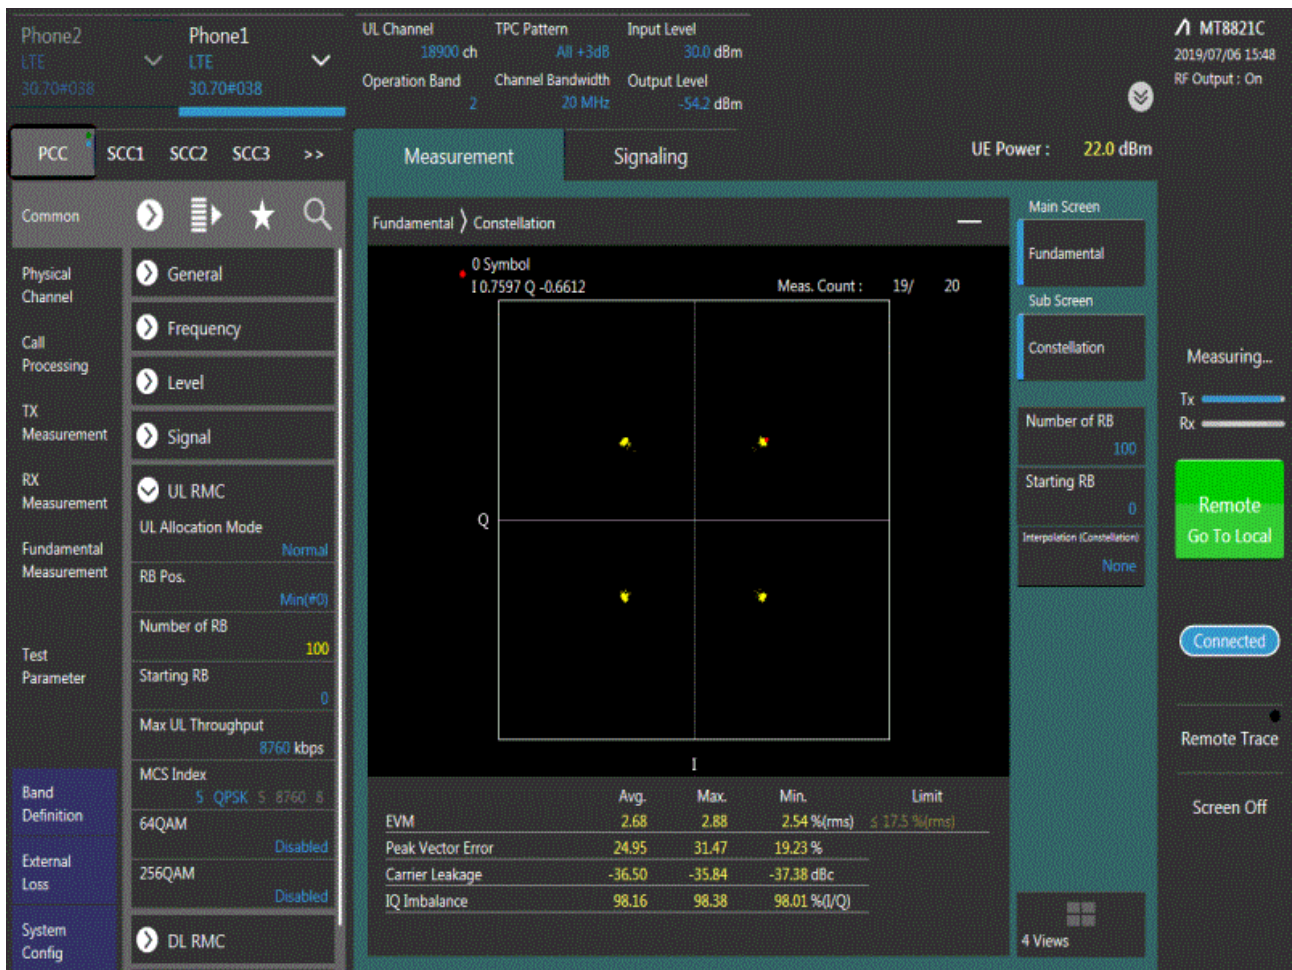 Phone2
LTE
30.70#038
Phone1
LTE
30.70#038
UL Channel
18900 ch
TPC Pattern
All +3dB
Input Level
30.0 dBm
Operation Band
2
Channel Bandwidth
20 MHz
Output Level
-54.2 dBm
MT8821C
2019/07/06 15:48
RF Output : On
PCC
SCC1
SCC2
SCC3
>>
Measurement
Signaling
UE Power : 22.0 dBm
Common
Physical
Channel
Call
Processing
TX
Measurement
RX
Measurement
Fundamental
Measurement
Test
Parameter
Band
Definition
External
Loss
System
Config
General
Frequency
Level
Signal
UL RMC
UL Allocation Mode
Normal
RB Pos.
Min(#0)
Number of RB
100
Starting RB
0
Max UL Throughput
8760 kbps
MCS Index
5 QPSK 5 8760 8
64QAM
Disabled
256QAM
Disabled
DL RMC
Fundamental 〉 Constellation
0 Symbol
I 0.7597 Q -0.6612
Meas. Count : 19/ 20
Q
I
Avg. Max. Min. Limit
EVM 2.68 2.88 2.54 %(rms) ≤ 17.5 %(rms)
Peak Vector Error 24.95 31.47 19.23 %
Carrier Leakage -36.50 -35.84 -37.38 dBc
IQ Imbalance 98.16 98.38 98.01 %(I/Q)
Main Screen
Fundamental
Sub Screen
Constellation
Number of RB
100
Starting RB
0
Interpolation (Constellation)
None
4 Views
Measuring...
Tx
Rx
Remote
Go To Local
Connected
Remote Trace
Screen Off